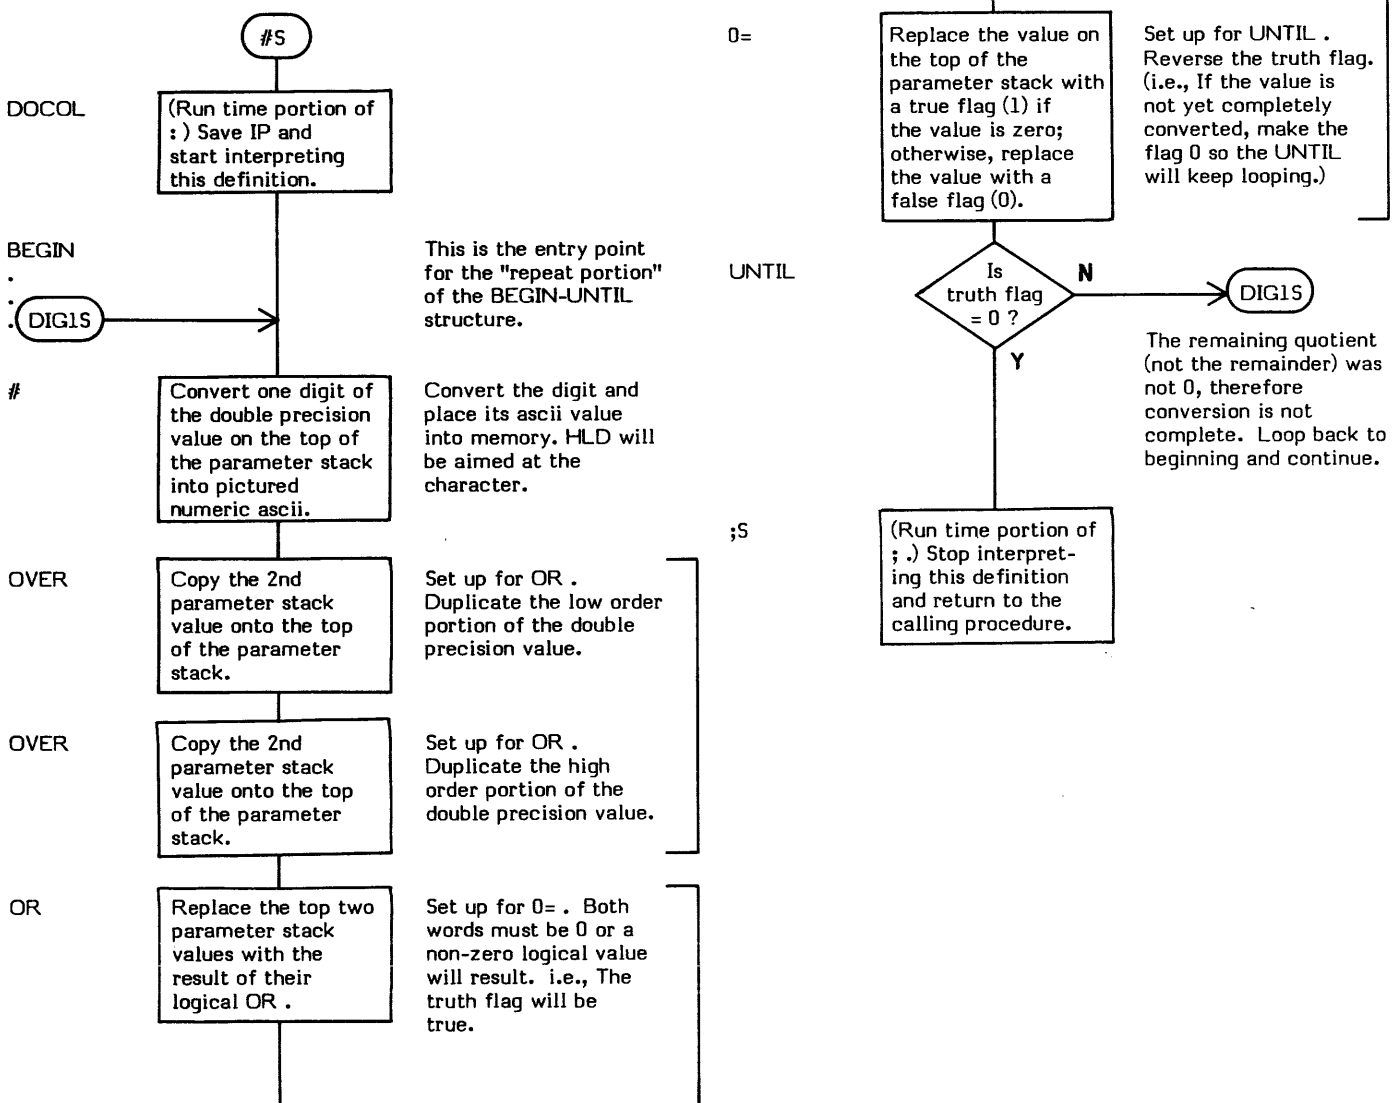 #S
DOCOL
(Run time portion of
: ) Save IP and
start interpreting
this definition.
BEGIN
.
.
.
DIG1S
This is the entry point
for the "repeat portion"
of the BEGIN-UNTIL
structure.
#
Convert one digit of
the double precision
value on the top of
the parameter stack
into pictured
numeric ascii.
Convert the digit and
place its ascii value
into memory. HLD will
be aimed at the
character.
OVER
Copy the 2nd
parameter stack
value onto the top
of the parameter
stack.
Set up for OR .
Duplicate the low order
portion of the double
precision value.
OVER
Copy the 2nd
parameter stack
value onto the top
of the parameter
stack.
Set up for OR .
Duplicate the high
order portion of the
double precision value.
OR
Replace the top two
parameter stack
values with the
result of their
logical OR .
Set up for 0= . Both
words must be 0 or a
non-zero logical value
will result. i.e., The
truth flag will be
true.
0=
Replace the value on
the top of the
parameter stack with
a true flag (1) if
the value is zero;
otherwise, replace
the value with a
false flag (0).
Set up for UNTIL .
Reverse the truth flag.
(i.e., If the value is
not yet completely
converted, make the
flag 0 so the UNTIL
will keep looping.)
UNTIL
Is
truth flag
= 0 ?
N
DIG1S
Y
The remaining quotient
(not the remainder) was
not 0, therefore
conversion is not
complete. Loop back to
beginning and continue.
;S
(Run time portion of
; .) Stop interpret-
ing this definition
and return to the
calling procedure.